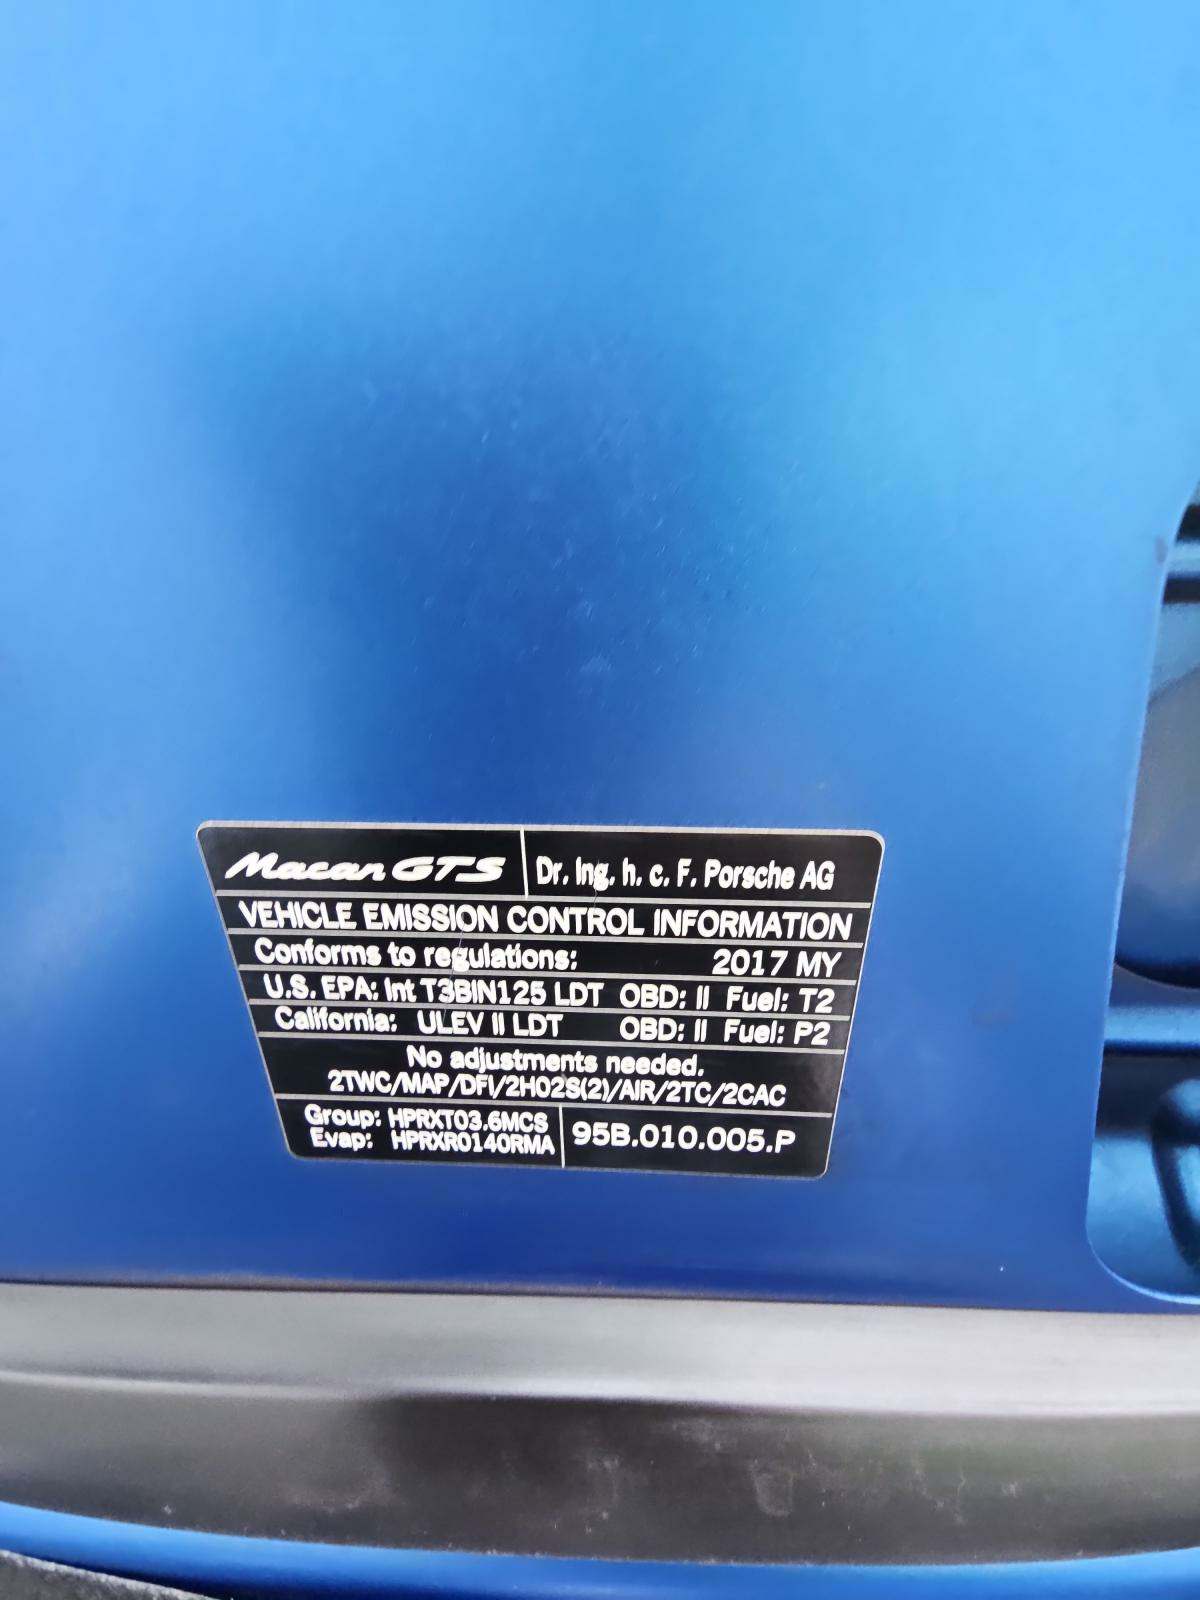 Macan GTS Dr. Ing. h. c. F. Porsche AG
VEHICLE EMISSION CONTROL INFORMATION
Conforms to regulations: 2017 MY
U.S. EPA: Int T3BIN125 LDT OBD: II Fuel: T2
California: ULEV II LDT OBD: II Fuel: P2
No adjustments needed.
2TWC/MAP/DFI/2HO2S(2)/AIR/2TC/2CAC
Group: HPRXT03.6MCS
Evap: HPRXR0140RMA
95B.010.005.P